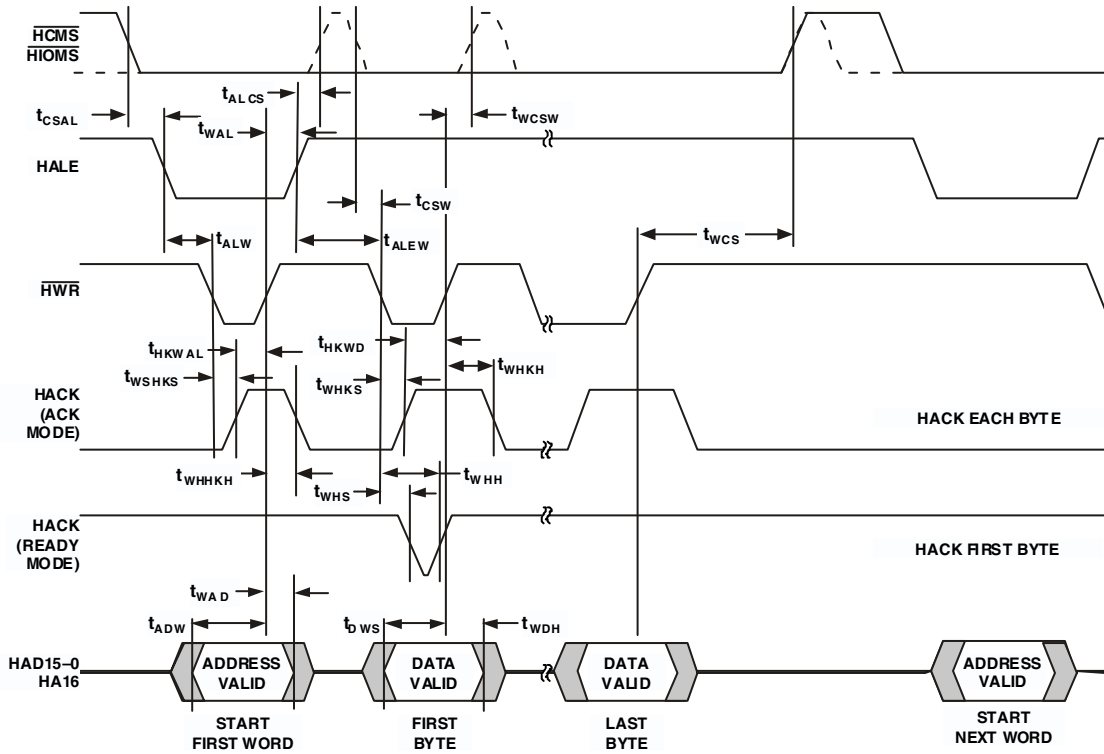 HCMS
HIOMS
tALCS
tCSAL
tWAL
tWCSW
HALE
tCSW
tALW
tALEW
tWCS
HWR
tHKWAL
tHKWD
tWHKH
tWSHKS
tWHKS
HACK
(ACK
MODE)
HACK EACH BYTE
tWHHKH
tWHS
tWHH
HACK
(READY
MODE)
HACK FIRST BYTE
tWAD
tADW
tDWS
tWDH
HAD15–0
HA16
ADDRESS
VALID
DATA
VALID
DATA
VALID
ADDRESS
VALID
START
FIRST WORD
FIRST
BYTE
LAST
BYTE
START
NEXT WORD